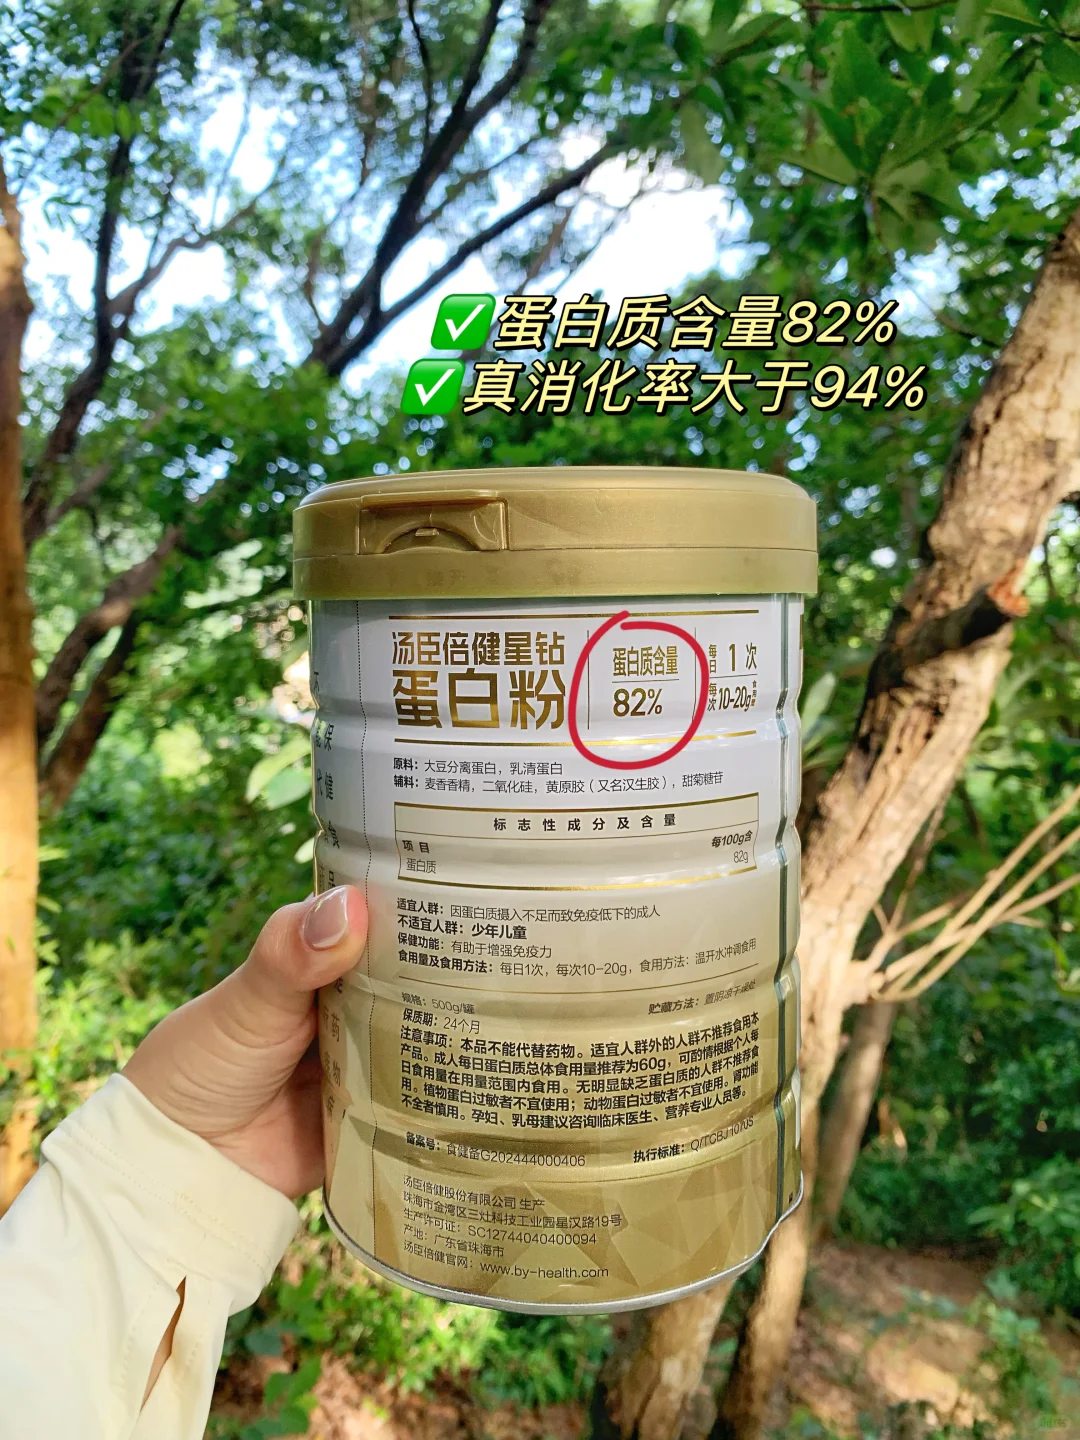 ✅蛋白质含量82%
✅真消化率大于94%
汤臣倍健星钻
蛋白粉
蛋白质含量
82%
每日1次
每次10-20g
原料：大豆分离蛋白，乳清蛋白
辅料：麦香香精，二氧化硅，黄原胶（又名汉生胶），甜菊糖苷
标志性成分及含量
项目 每100g含
蛋白质 82g
适宜人群：因蛋白质摄入不足而致免疫低下的成人
不适宜人群：少年儿童
保健功能：有助于增强免疫力
食用量及食用方法：每日1次，每次10-20g，食用方法：温开水冲调食用
规格：500g/罐 贮藏方法：置阴凉干燥处
保质期：24个月
注意事项：本品不能代替药物。适宜人群外的人群不推荐食用本
产品。成人每日蛋白质总体食用量推荐为60g，可酌情根据个人每
日食用量在用量范围内食用。无明显缺乏蛋白质的人群不推荐食
用。植物蛋白过敏者不宜使用；动物蛋白过敏者不宜使用。肾功能
不全者慎用。孕妇、乳母建议咨询临床医生、营养专业人员等。
备案号：食健备G202444000406 执行标准：Q/TCBJ1070S
汤臣倍健股份有限公司 生产
珠海市金湾区三灶科技工业园星汉路19号
生产许可证：SC12744040400094
产地：广东省珠海市
汤臣倍健官网：www.by-health.com